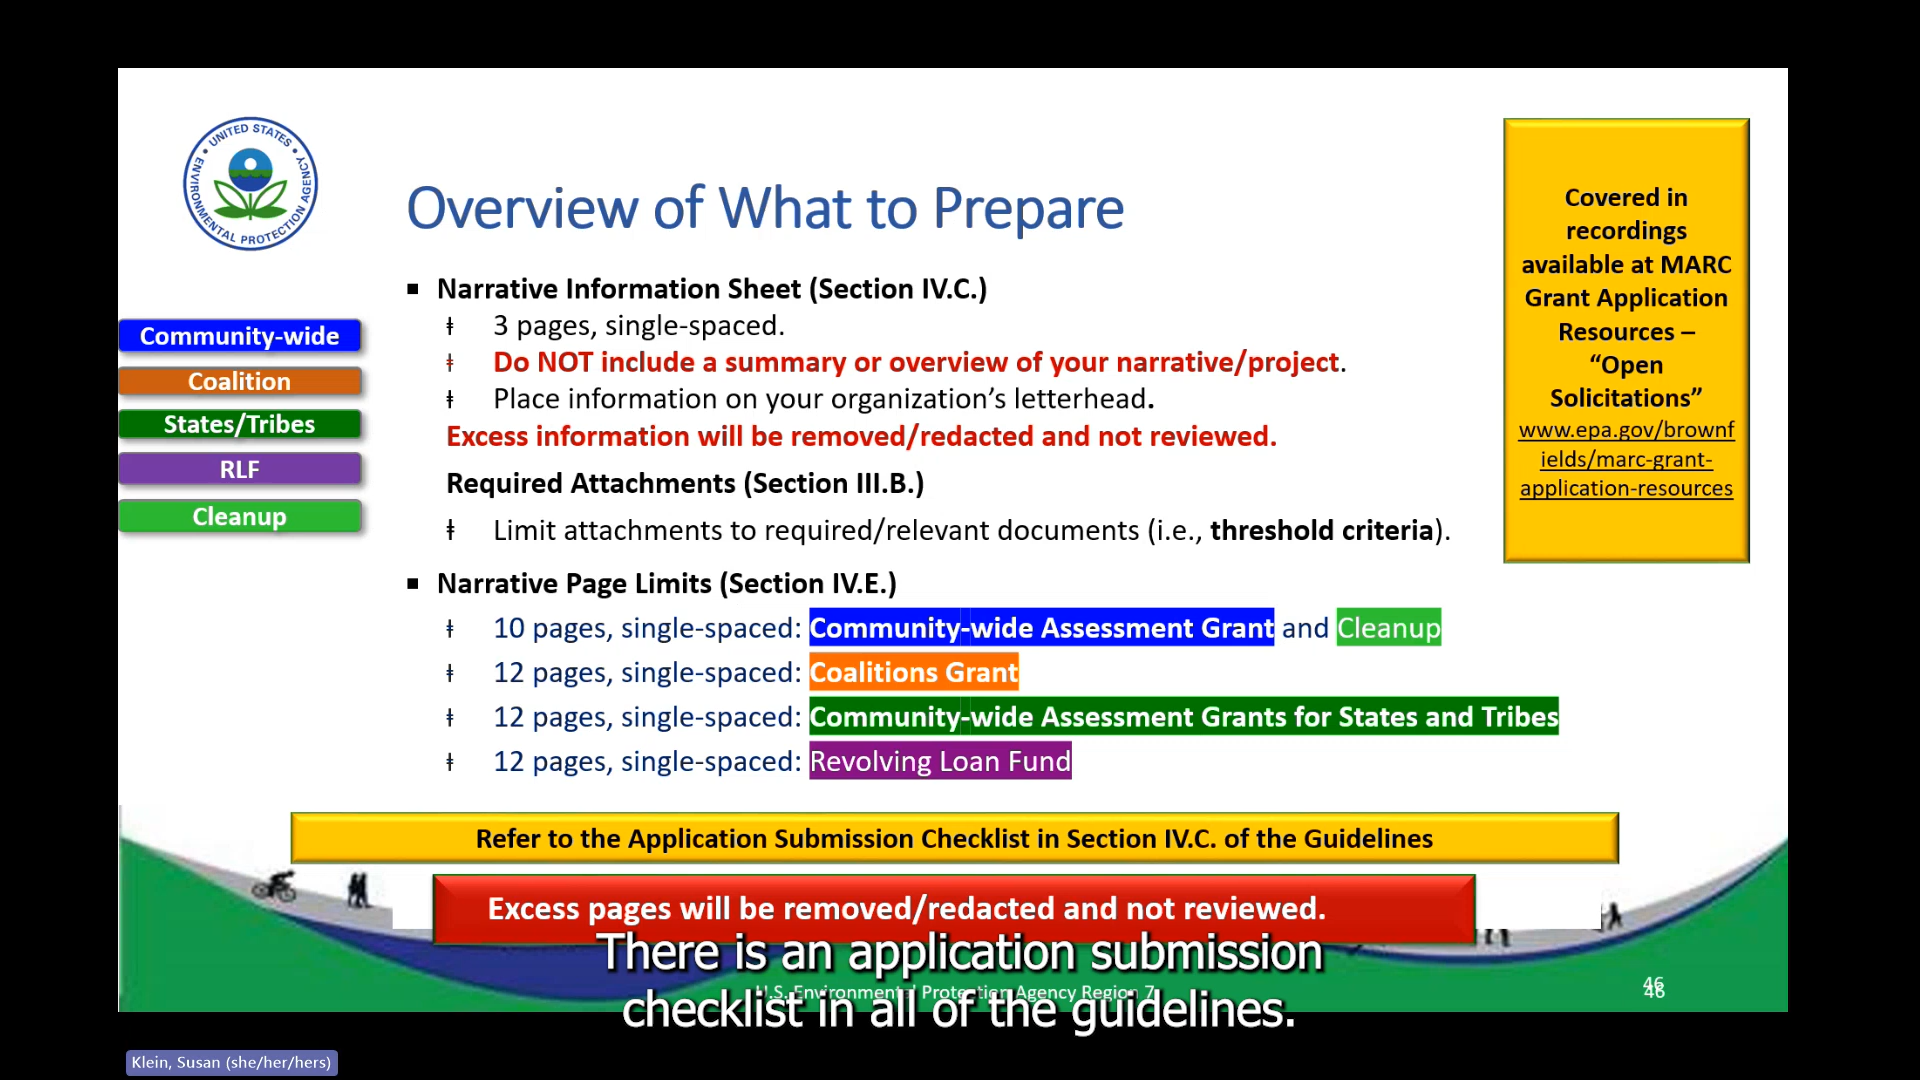 UNITED STATES
ENVIRONMENTAL PROTECTION AGENCY
Overview of What to Prepare
Covered in
recordings
available at MARC
Grant Application
Resources –
“Open
Solicitations”
www.epa.gov/brownf
ields/marc-grant-
application-resources
Community-wide
Coalition
States/Tribes
RLF
Cleanup
Narrative Information Sheet (Section IV.C.)
3 pages, single-spaced.
Do NOT include a summary or overview of your narrative/project.
Place information on your organization’s letterhead.
Excess information will be removed/redacted and not reviewed.
Required Attachments (Section III.B.)
Limit attachments to required/relevant documents (i.e., threshold criteria).
Narrative Page Limits (Section IV.E.)
10 pages, single-spaced: Community-wide Assessment Grant and Cleanup
12 pages, single-spaced: Coalitions Grant
12 pages, single-spaced: Community-wide Assessment Grants for States and Tribes
12 pages, single-spaced: Revolving Loan Fund
Refer to the Application Submission Checklist in Section IV.C. of the Guidelines
Excess pages will be removed/redacted and not reviewed.
There is an application submission
U.S. Environmental Protection Agency Region 7
46
checklist in all of the guidelines.
Klein, Susan (she/her/hers)